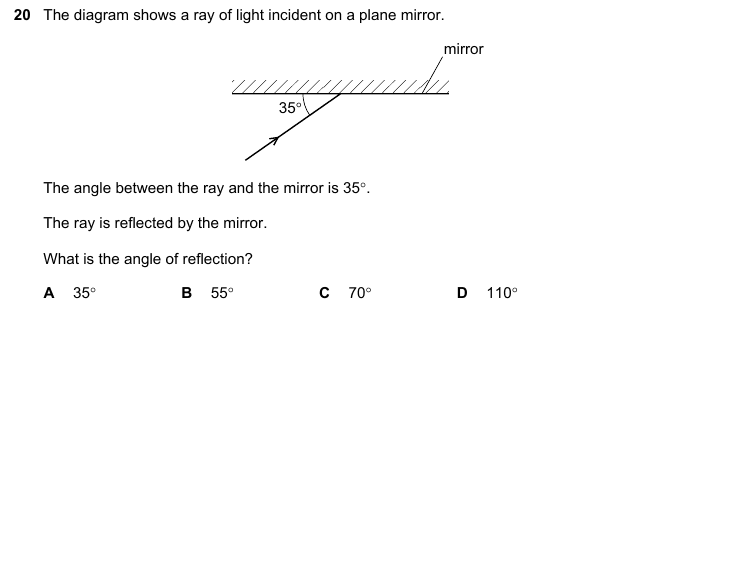 20 The diagram shows a ray of light incident on a plane mirror.
mirror
35°
The angle between the ray and the mirror is 35°.
The ray is reflected by the mirror.
What is the angle of reflection?
A 35° B 55° C 70° D 110°